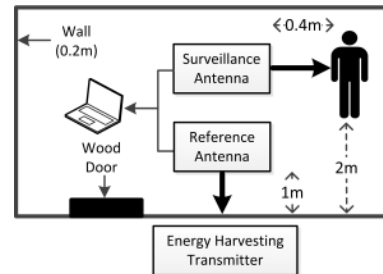 Wall
(0.2m)
0.4m
Surveillance
Antenna
Reference
Antenna
Wood
Door
1m
2m
Energy Harvesting
Transmitter